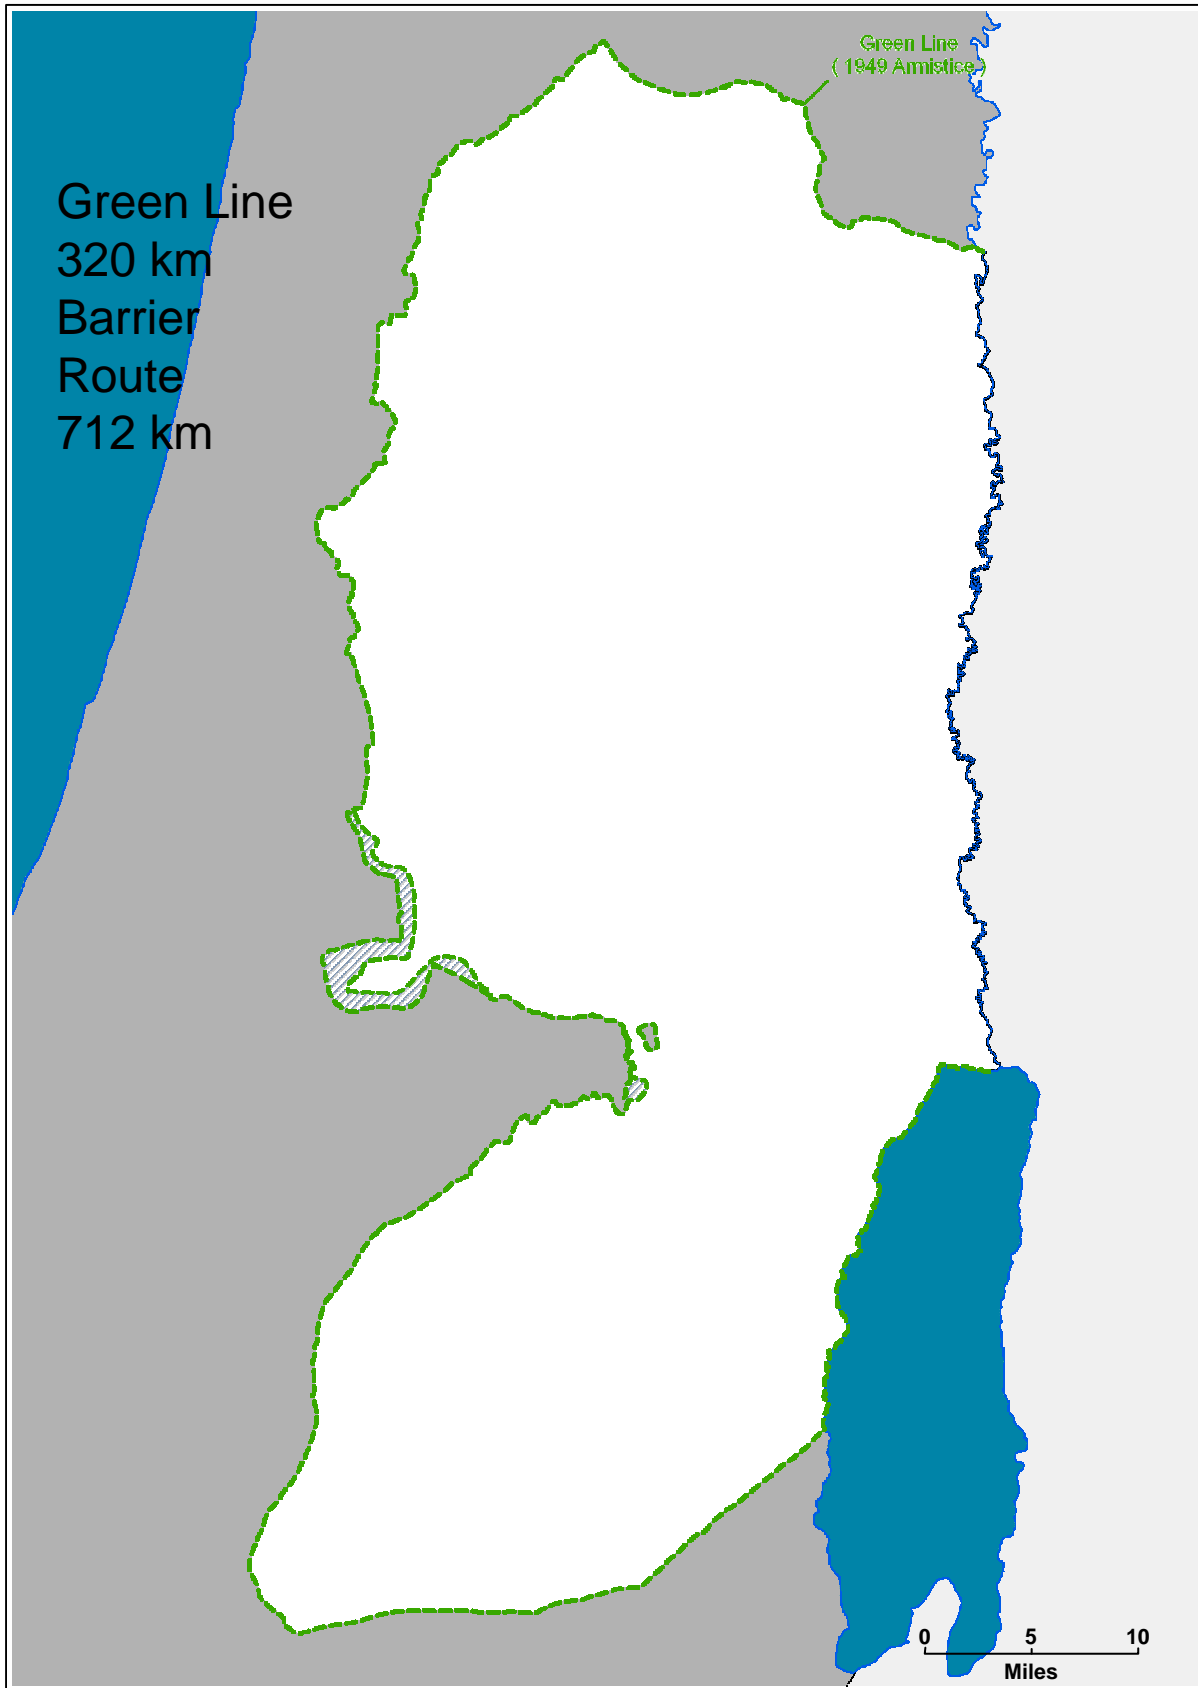 Green Line
( 1949 Armistice )
Green Line
320 km
Barrier
Route
712 km
0 5 10
Miles